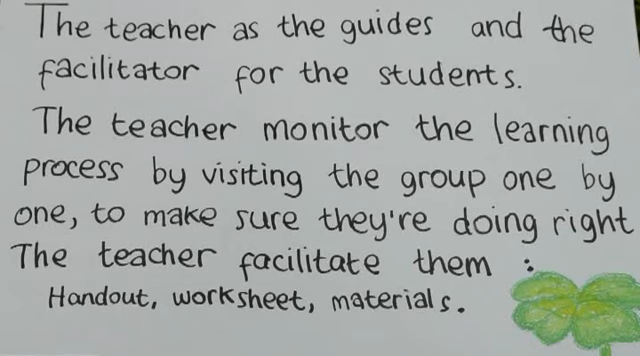 The teacher as the guides and the
facilitator for the students.
The teacher monitor the learning
process by visiting the group one by
one, to make sure they're doing right
The teacher facilitate them :
Handout, worksheet, materials.